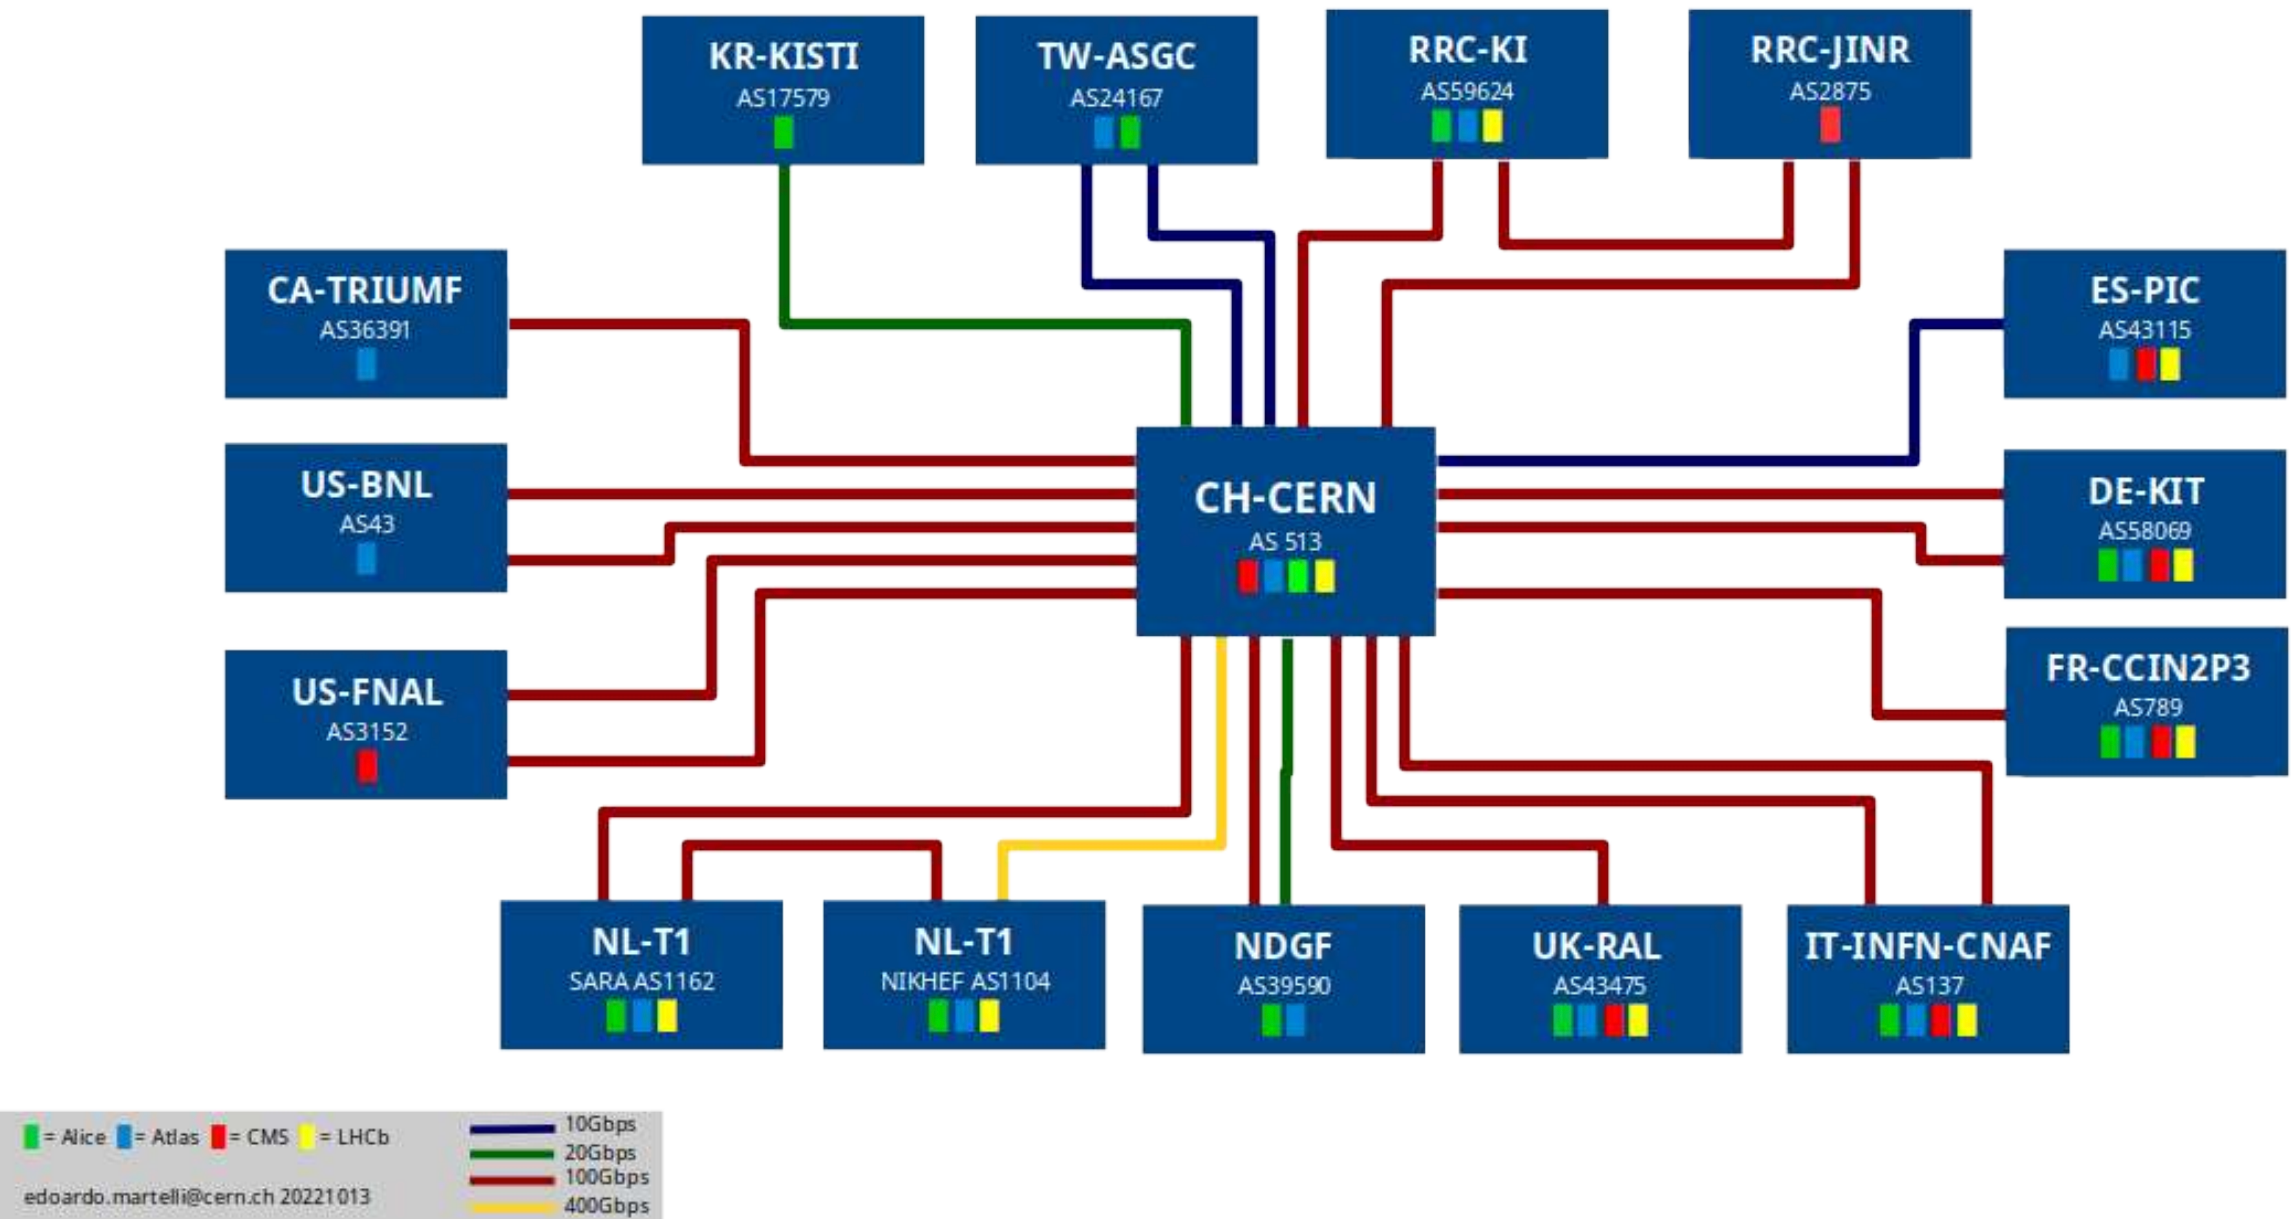 KR-KISTI
AS17579
TW-ASGC
AS24167
RRC-KI
AS59624
RRC-JINR
AS2875
CA-TRIUMF
AS36391
ES-PIC
AS43115
US-BNL
AS43
CH-CERN
AS 513
DE-KIT
AS58069
US-FNAL
AS3152
FR-CCIN2P3
AS789
NL-T1
SARA AS1162
NL-T1
NIKHEF AS1104
NDGF
AS39590
UK-RAL
AS43475
IT-INFN-CNAF
AS137
= Alice = Atlas = CMS = LHCb
edoardo.martelli@cern.ch 20221013
10Gbps
20Gbps
100Gbps
400Gbps